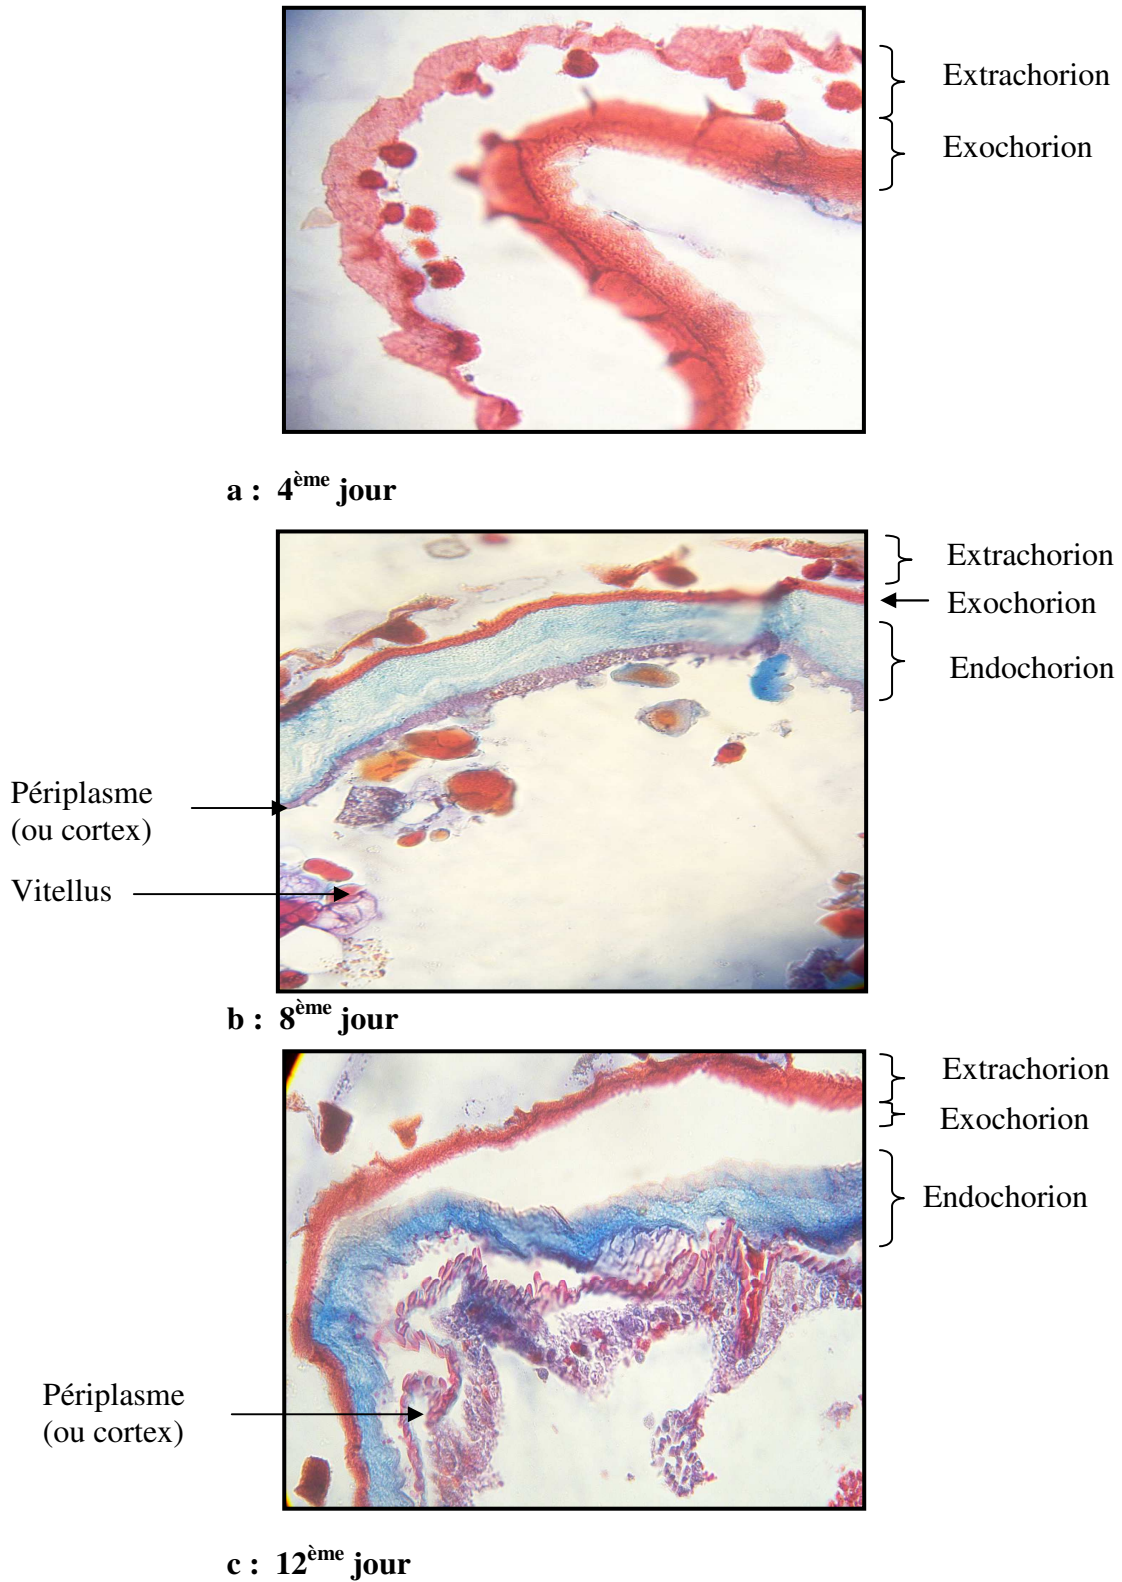 Extrachorion
Exochorion
a : 4ème jour
Extrachorion
Exochorion
Endochorion
Périplasme
(ou cortex)
Vitellus
b : 8ème jour
Extrachorion
Exochorion
Endochorion
Périplasme
(ou cortex)
c : 12ème jour